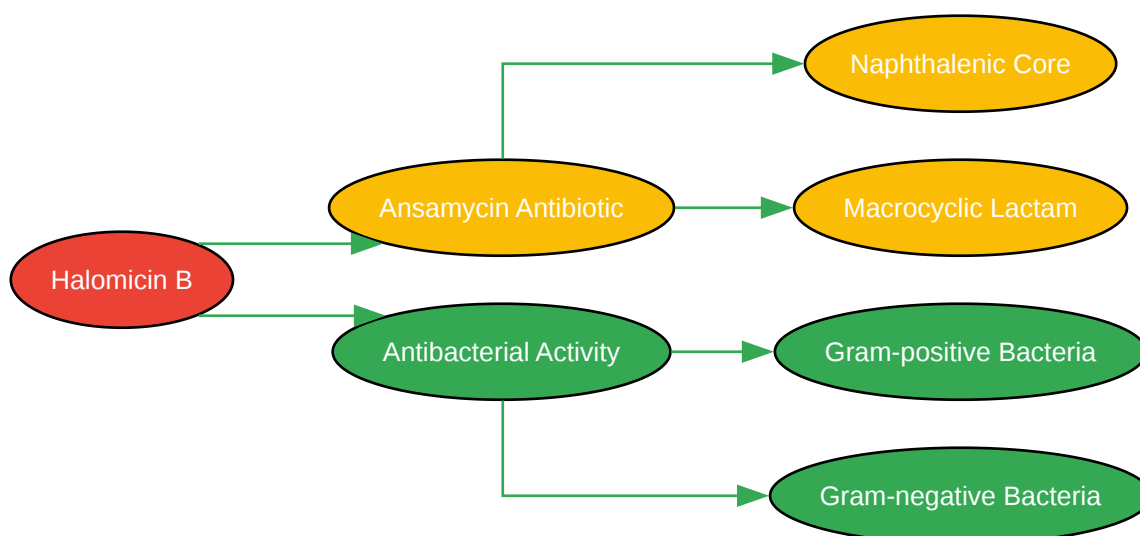 Naphthalenic Core
Ansamycin Antibiotic
Macrocyclic Lactam
Halomicin B
Antibacterial Activity
Gram-positive Bacteria
Gram-negative Bacteria